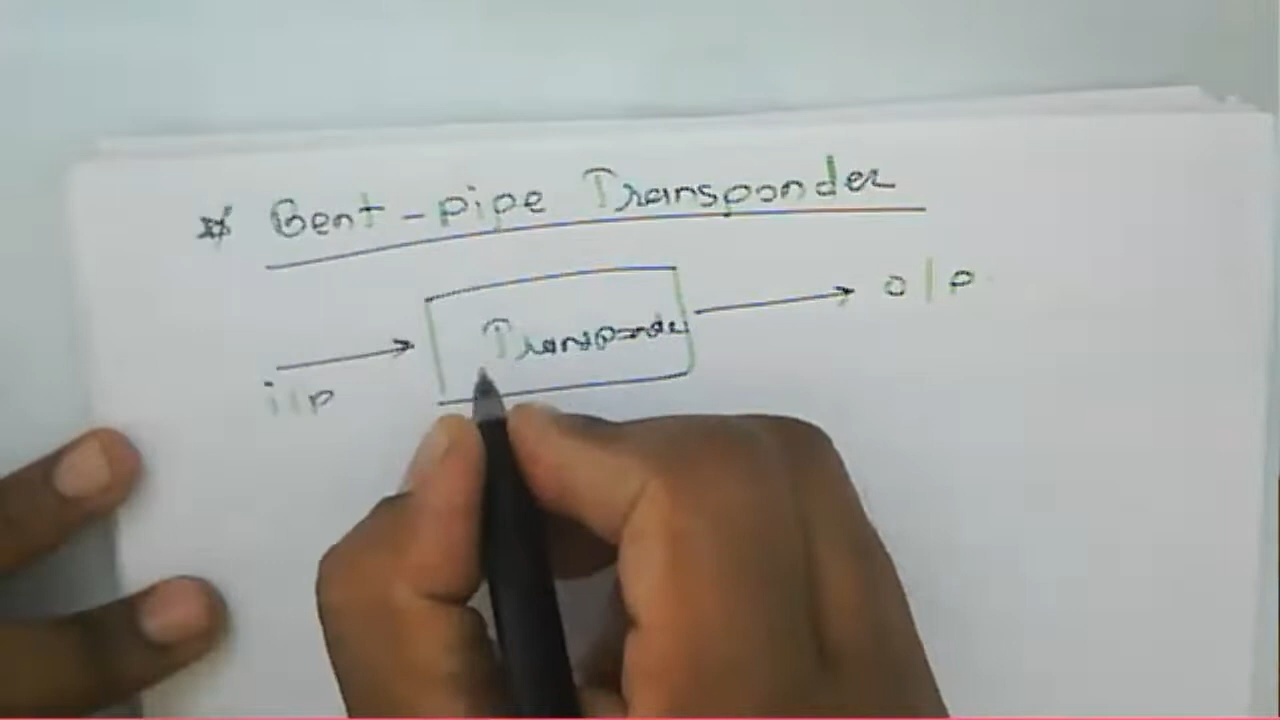 ☆ Bent-pipe Transponder
Transponder
o/p
i/p